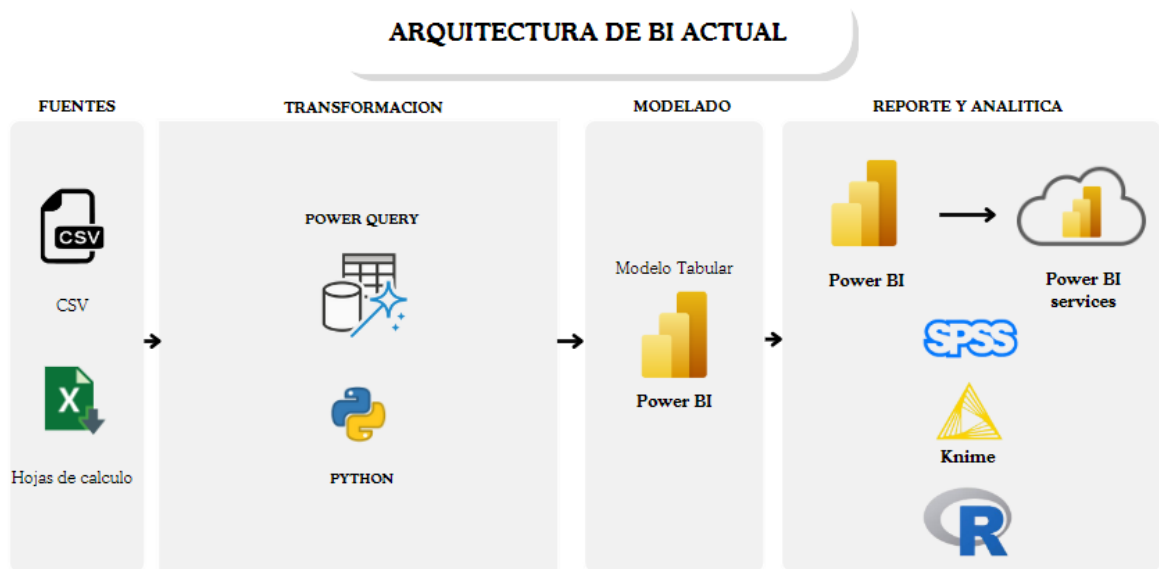 ARQUITECTURA DE BI ACTUAL
FUENTES
CSV
CSV
X
Hojas de calculo
TRANSFORMACION
POWER QUERY
PYTHON
MODELADO
Modelo Tabular
Power BI
REPORTE Y ANALITICA
Power BI
Power BI
services
SPSS
Knime
R